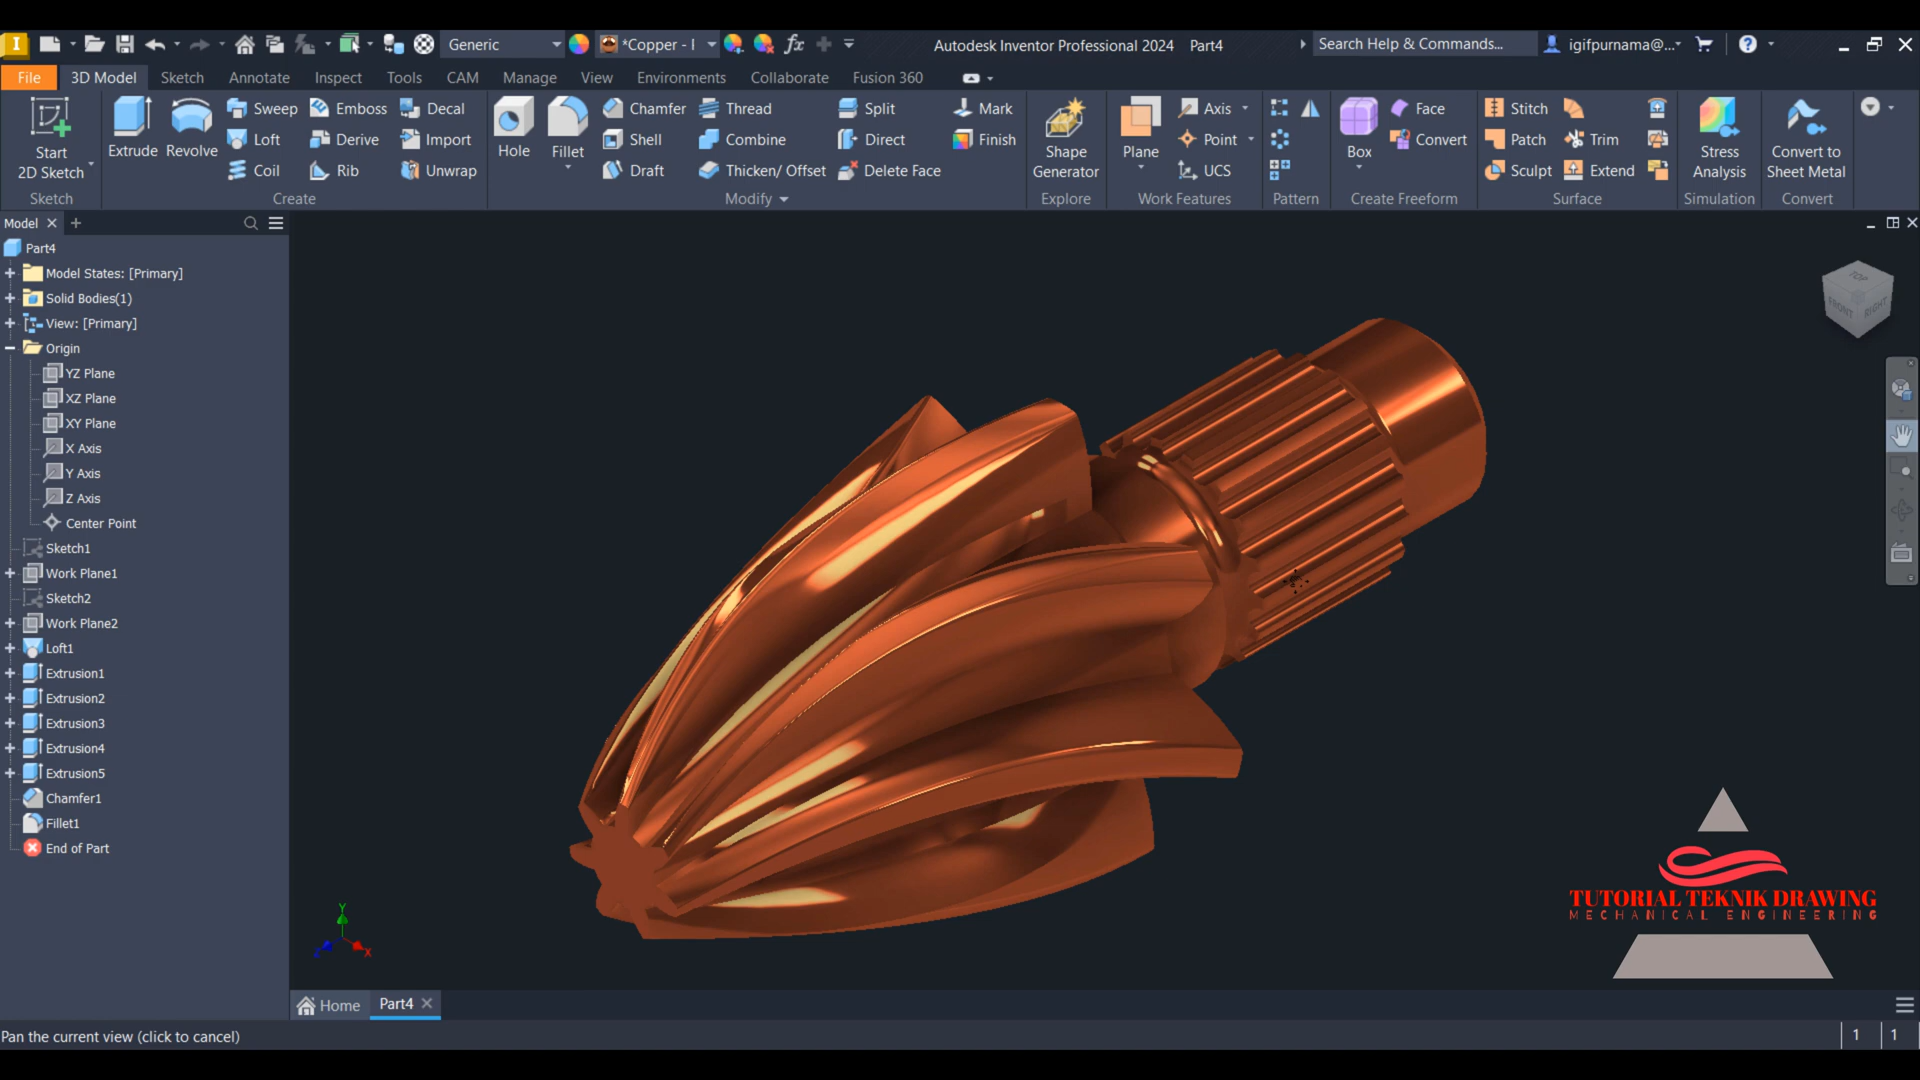 I Generic *Copper - I fx Autodesk Inventor Professional 2024 Part4 Search Help & Commands... igifpurnama@... ?
File 3D Model Sketch Annotate Inspect Tools CAM Manage View Environments Collaborate Fusion 360
Start 2D Sketch
Extrude
Revolve
Sweep
Loft
Coil
Emboss
Derive
Rib
Decal
Import
Unwrap
Hole
Fillet
Chamfer
Shell
Draft
Thread
Combine
Thicken/ Offset
Split
Direct
Delete Face
Mark
Finish
Shape Generator
Plane
Axis
Point
UCS
Box
Face
Convert
Stitch
Patch
Sculpt
Trim
Extend
Stress Analysis
Convert to Sheet Metal
Sketch Create Modify Explore Work Features Pattern Create Freeform Surface Simulation Convert
Model
Part4
Model States: [Primary]
Solid Bodies(1)
View: [Primary]
Origin
YZ Plane
XZ Plane
XY Plane
X Axis
Y Axis
Z Axis
Center Point
Sketch1
Work Plane1
Sketch2
Work Plane2
Loft1
Extrusion1
Extrusion2
Extrusion3
Extrusion4
Extrusion5
Chamfer1
Fillet1
End of Part
TOP
FRONT RIGHT
Y
Z X
TUTORIAL TEKNIK DRAWING
MECHANICAL ENGINEERING
Home Part4
Pan the current view (click to cancel) 1 1